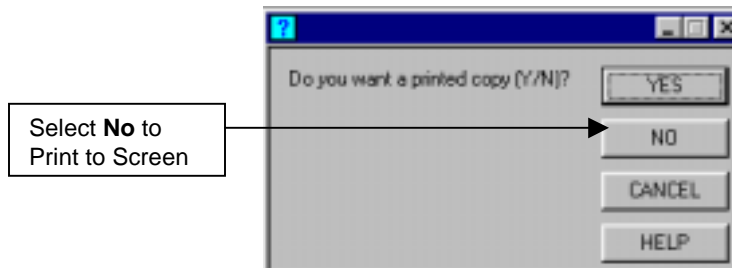 ?
Do you want a printed copy (Y/N)?
YES
Select No to
Print to Screen
NO
CANCEL
HELP